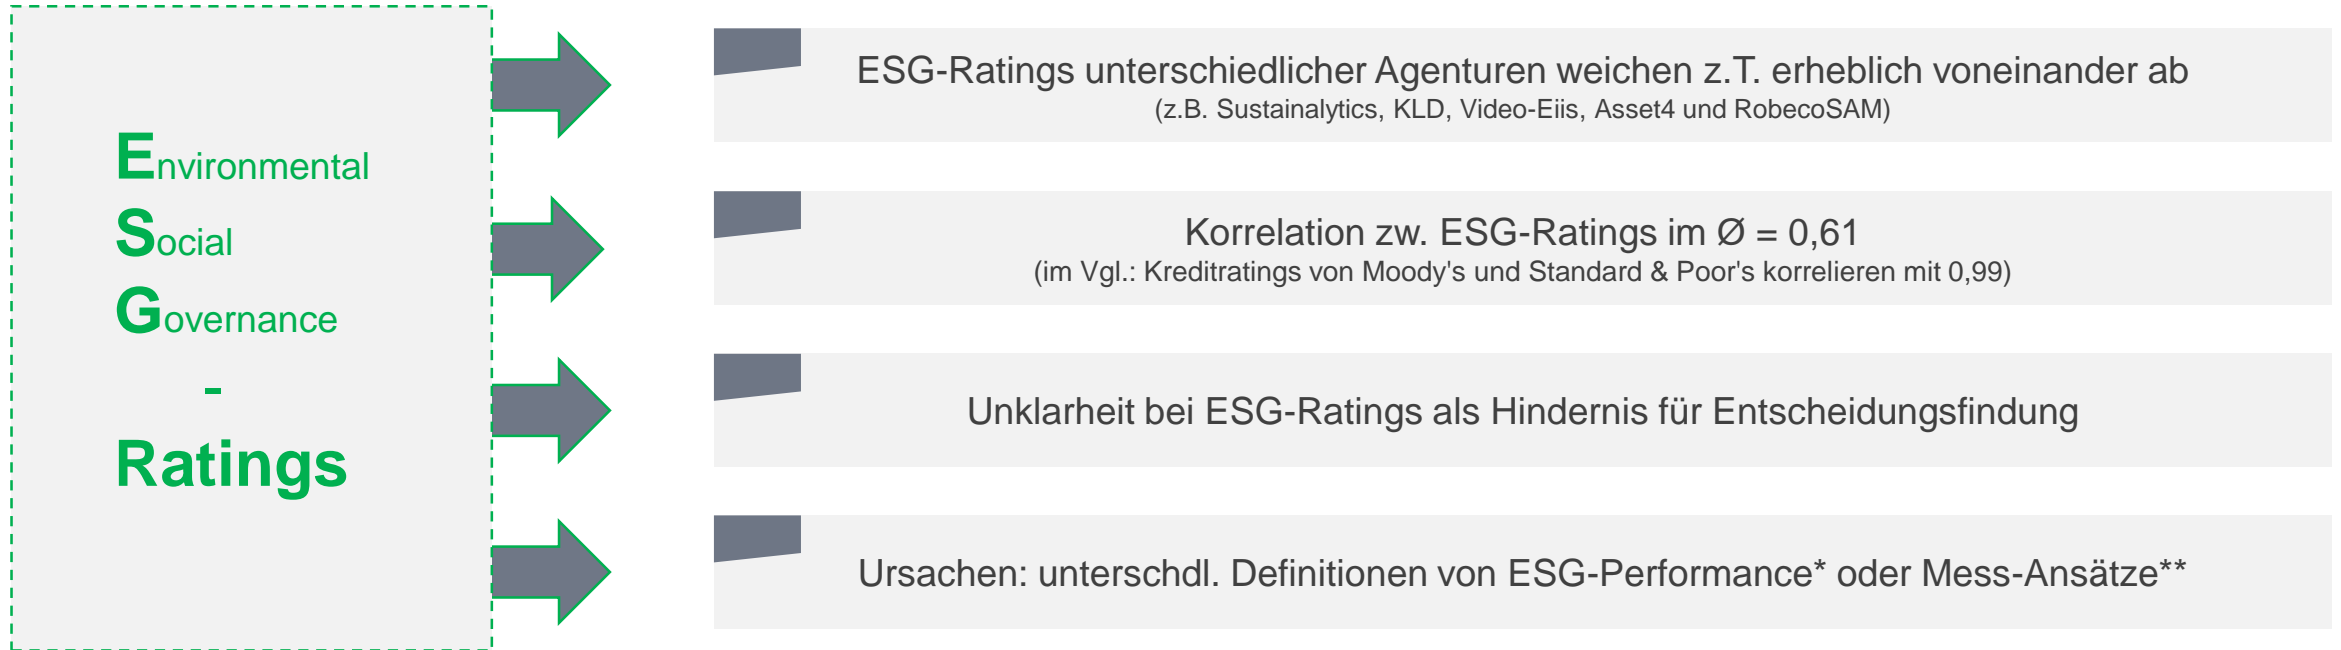 Environmental
Social
Governance
-
Ratings
ESG-Ratings unterschiedlicher Agenturen weichen z.T. erheblich voneinander ab
(z.B. Sustainalytics, KLD, Video-Eiis, Asset4 und RobecoSAM)
Korrelation zw. ESG-Ratings im Ø = 0,61
(im Vgl.: Kreditratings von Moody's und Standard & Poor's korrelieren mit 0,99)
Unklarheit bei ESG-Ratings als Hindernis für Entscheidungsfindung
Ursachen: unterschdl. Definitionen von ESG-Performance* oder Mess-Ansätze**